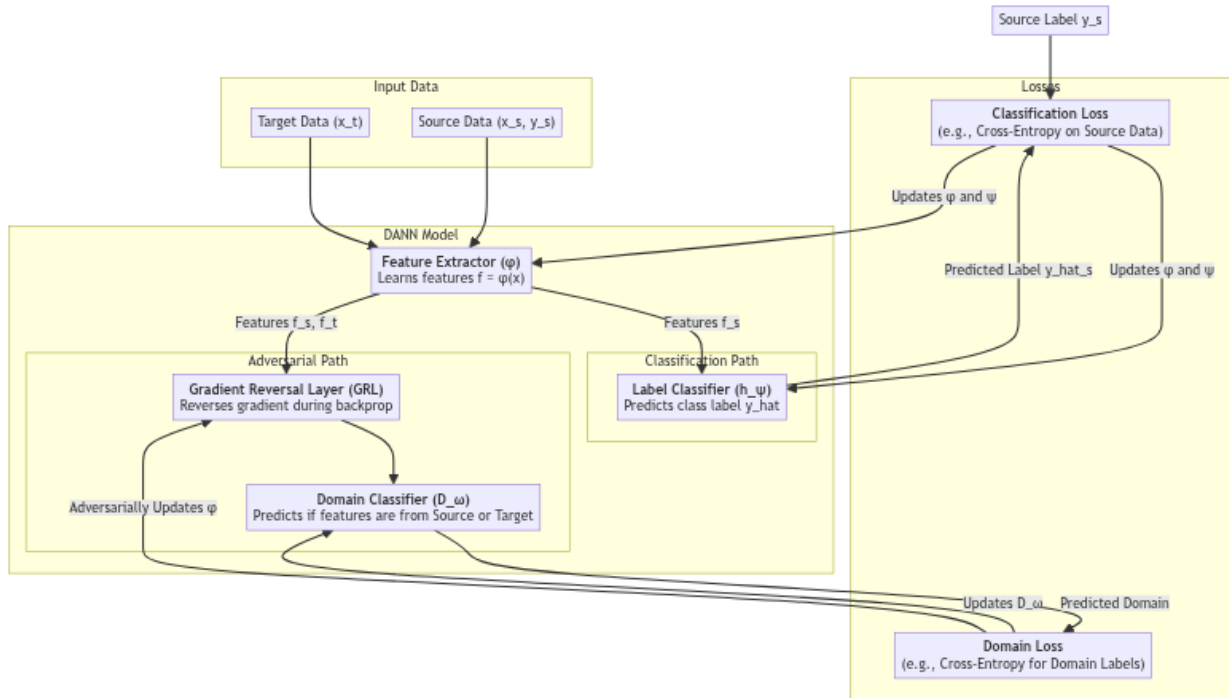 Source Label y_s
Input Data
Losses
Target Data (x_t)
Source Data (x_s, y_s)
Classification Loss
(e.g., Cross-Entropy on Source Data)
Updates φ and ψ
DANN Model
Feature Extractor (φ)
Learns features f = φ(x)
Predicted Label y_hat_s
Updates φ and ψ
Features f_s, f_t
Features f_s
Adversarial Path
Classification Path
Gradient Reversal Layer (GRL)
Reverses gradient during backprop
Label Classifier (h_ψ)
Predicts class label y_hat
Adversarially Updates φ
Domain Classifier (D_ω)
Predicts if features are from Source or Target
Updates D_ω
Predicted Domain
Domain Loss
(e.g., Cross-Entropy for Domain Labels)